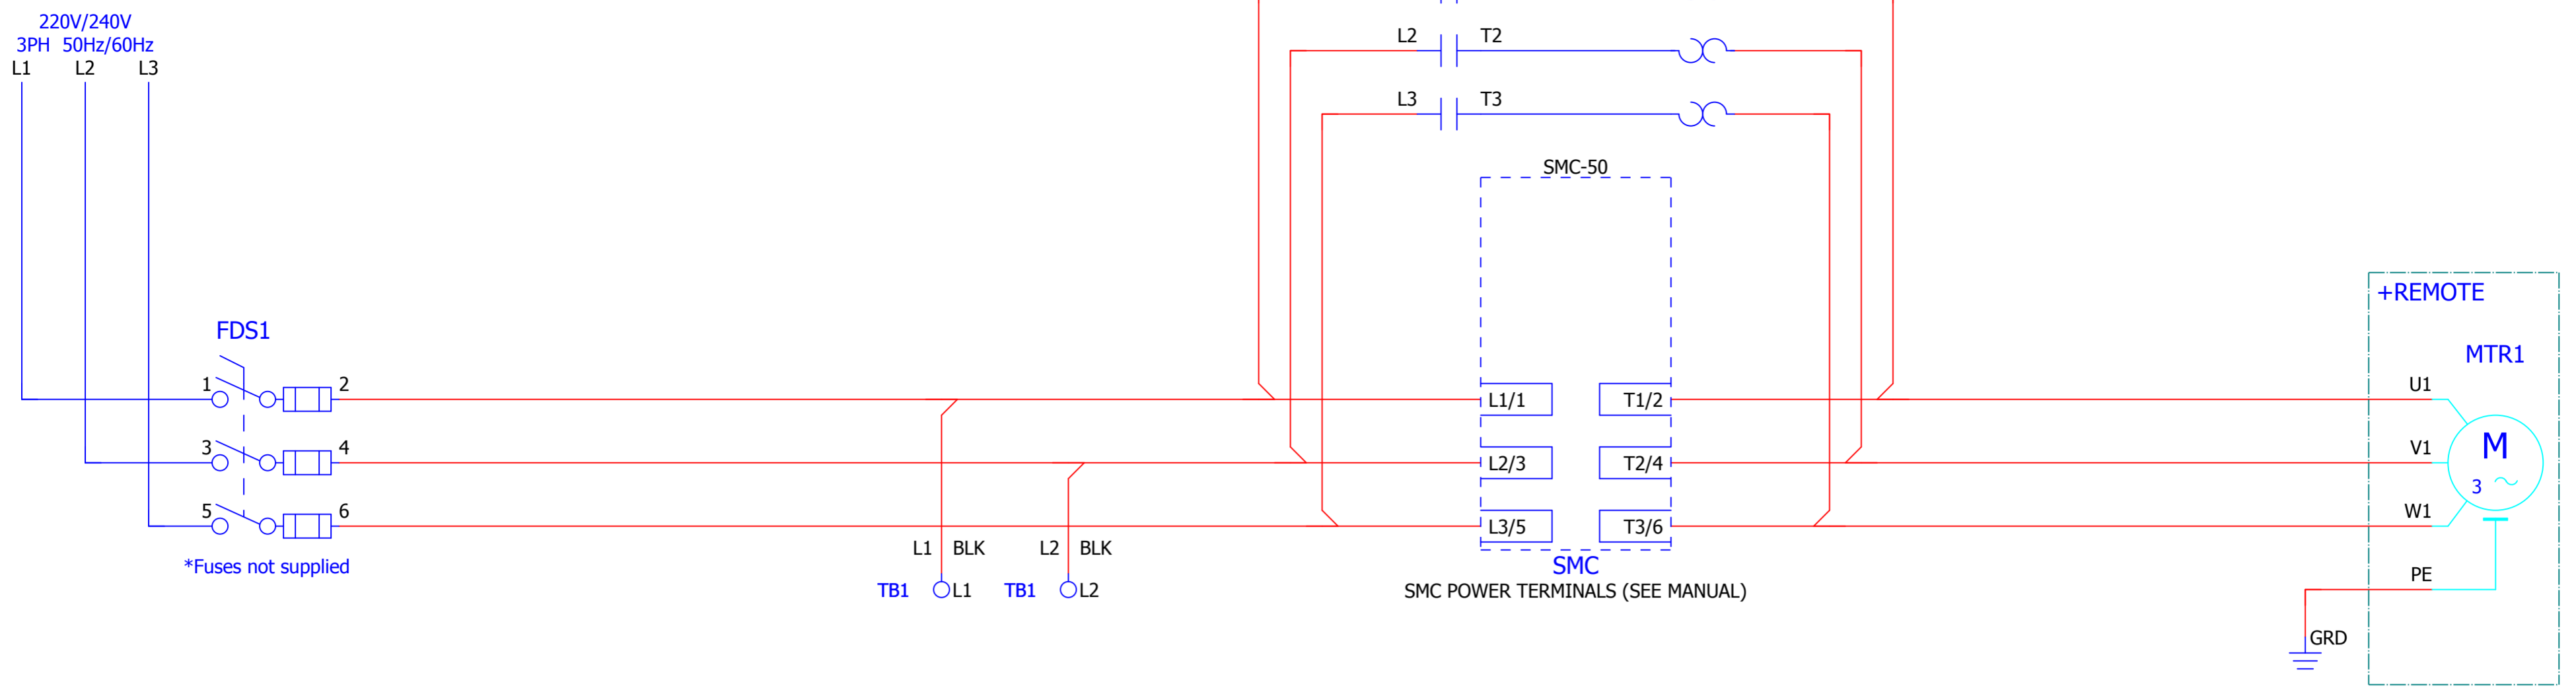 220V/240V
3PH 50Hz/60Hz
L1 L2 L3
L2 T2
L3 T3
SMC-50
+REMOTE
FDS1
MTR1
1 2
L1/1 T1/2
U1
3 4
L2/3 T2/4
V1
M
3
5 6
L3/5 T3/6
W1
*Fuses not supplied
L1 BLK L2 BLK
SMC
TB1 L1 TB1 L2
SMC POWER TERMINALS (SEE MANUAL)
PE
GRD